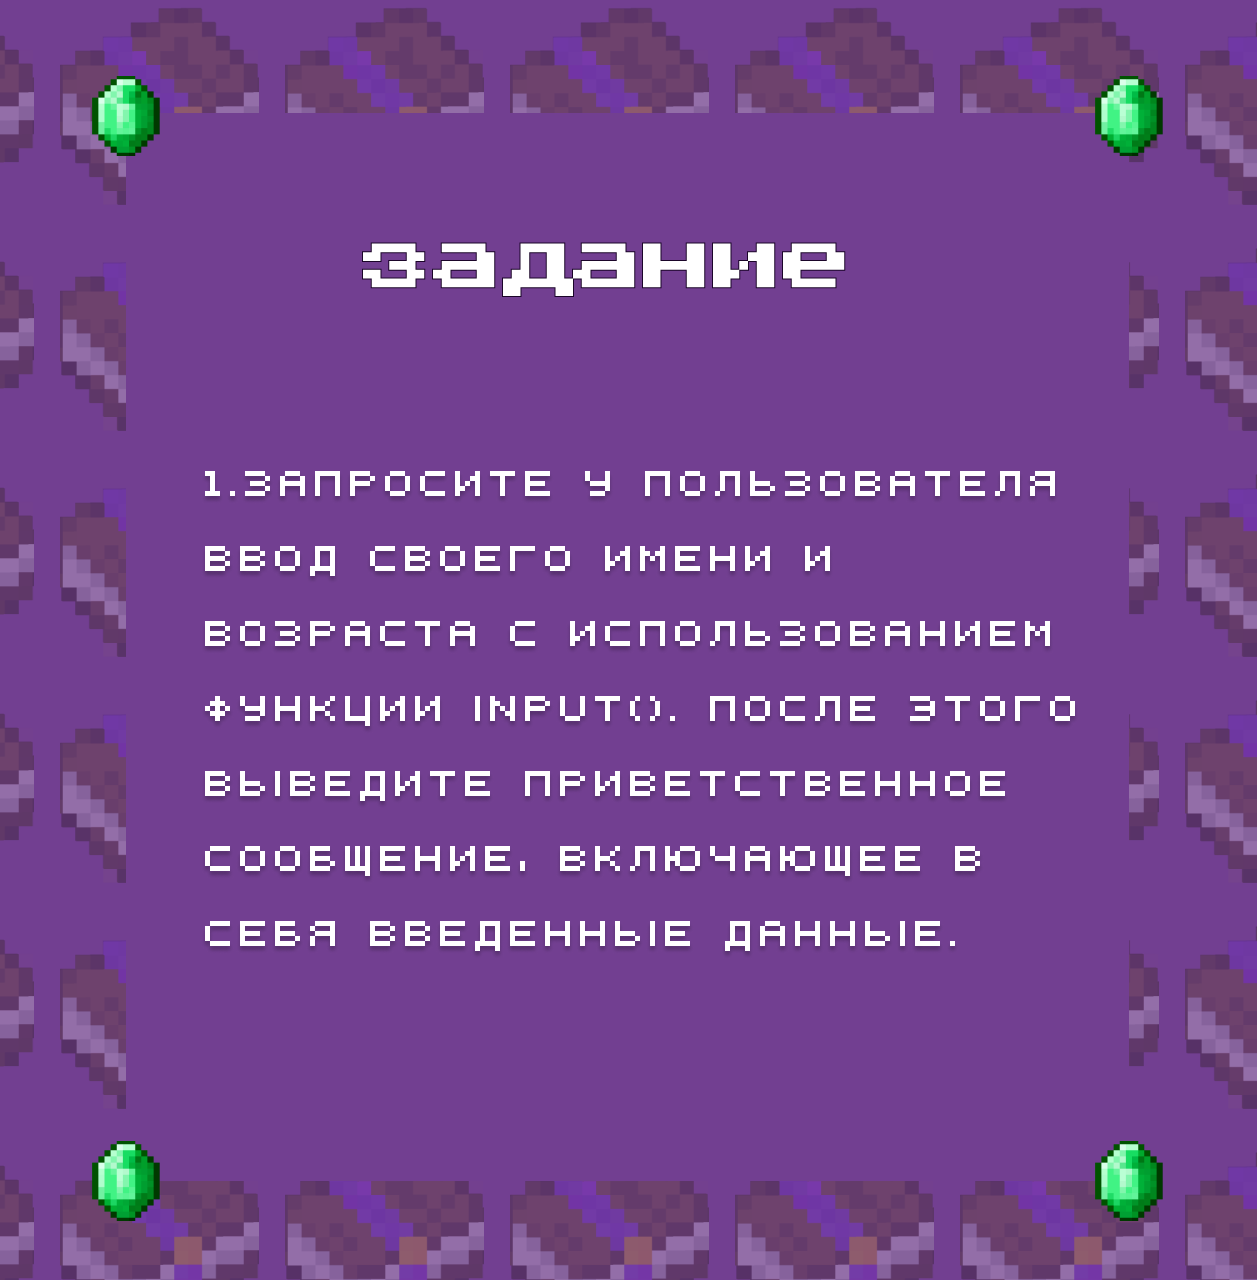 задание
1.ЗАПРОСИТЕ У ПОЛЬЗОВАТЕЛЯ
ВВОД СВОЕГО ИМЕНИ И
ВОЗРАСТА С ИСПОЛЬЗОВАНИЕМ
ФУНКЦИИ INPUT(). ПОСЛЕ ЭТОГО
ВЫВЕДИТЕ ПРИВЕТСТВЕННОЕ
СООБЩЕНИЕ, ВКЛЮЧАЮЩЕЕ В
СЕБЯ ВВЕДЕННЫЕ ДАННЫЕ.